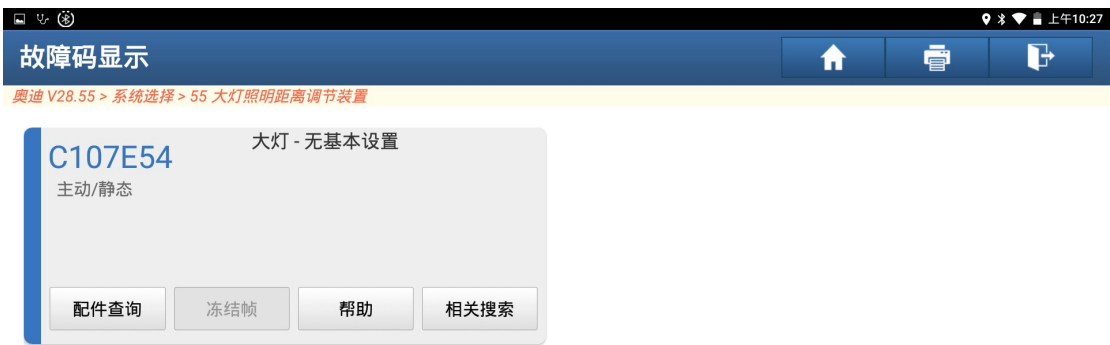 上午10:27
故障码显示
奥迪 V28.55 > 系统选择 > 55 大灯照明距离调节装置
C107E54
大灯 - 无基本设置
主动/静态
配件查询 冻结帧 帮助 相关搜索